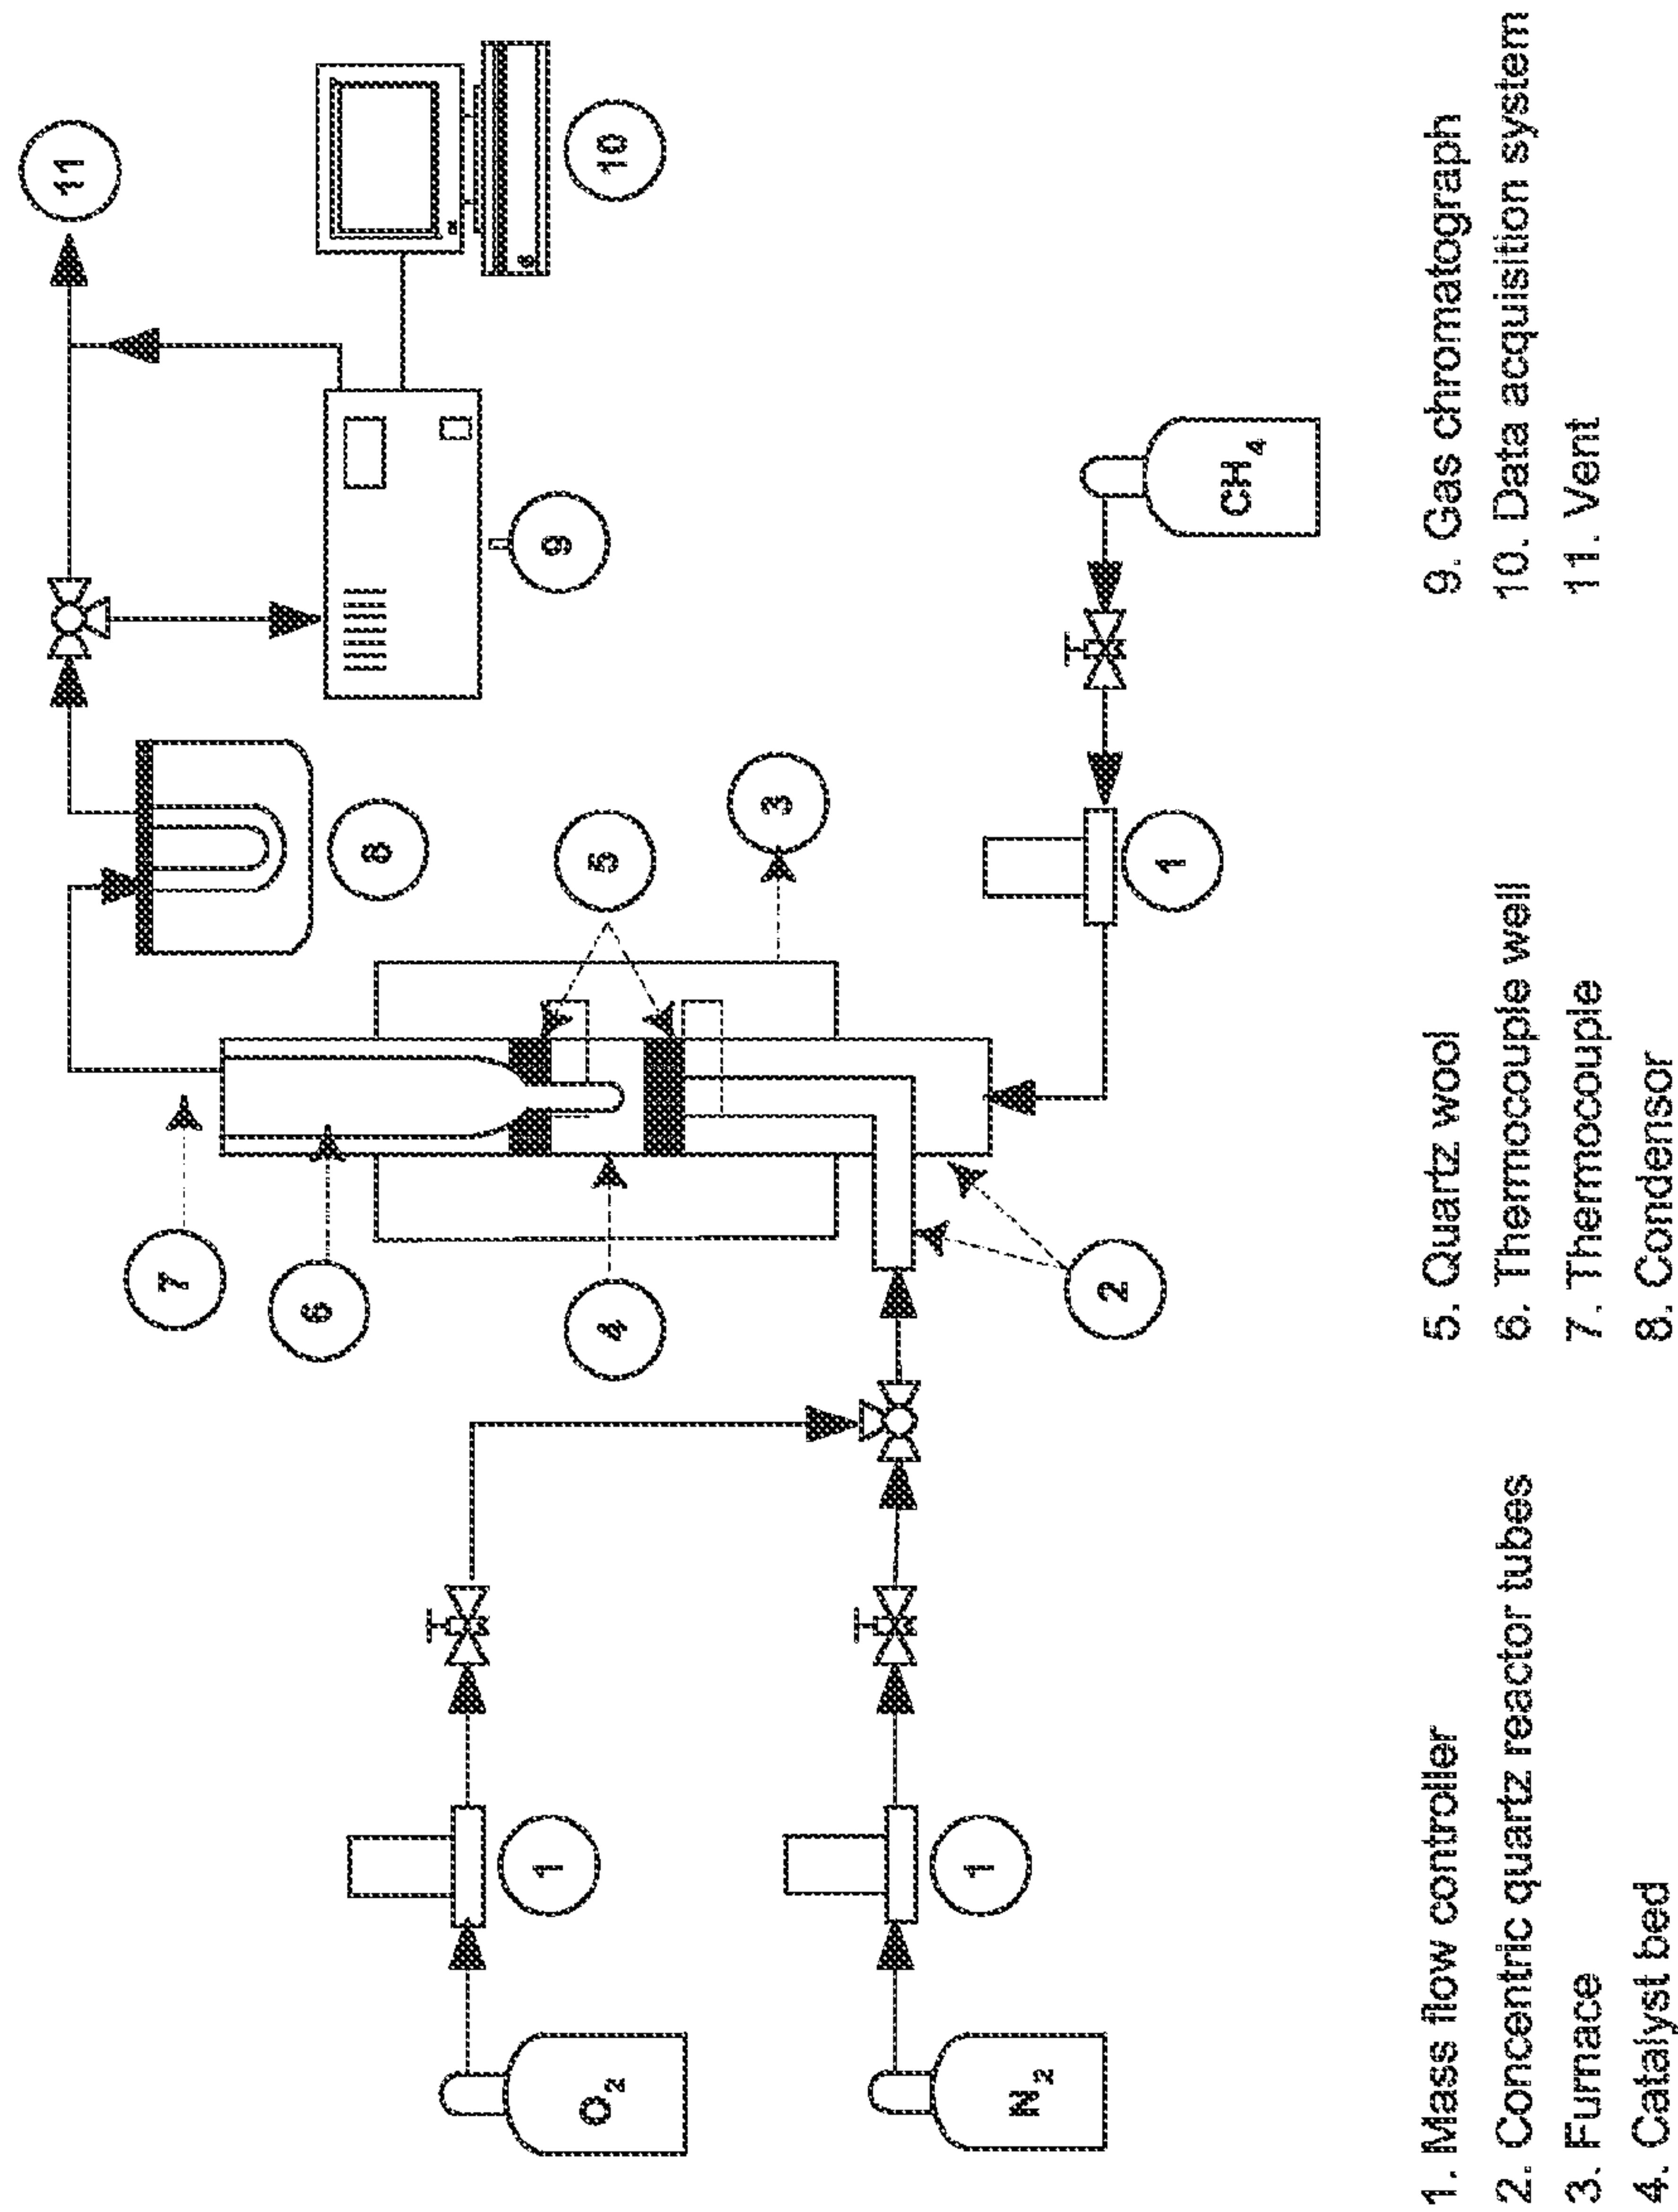 11
7
6
8
10
9
5
4
1
O₂
3
1
N₂
2
1
CH₄
1. Mass flow controller
2. Concentric quartz reactor tubes
3. Furnace
4. Catalyst bed
5. Quartz wool
6. Thermocouple well
7. Thermocouple
8. Condensor
9. Gas chromatograph
10. Data acquisition system
11. Vent